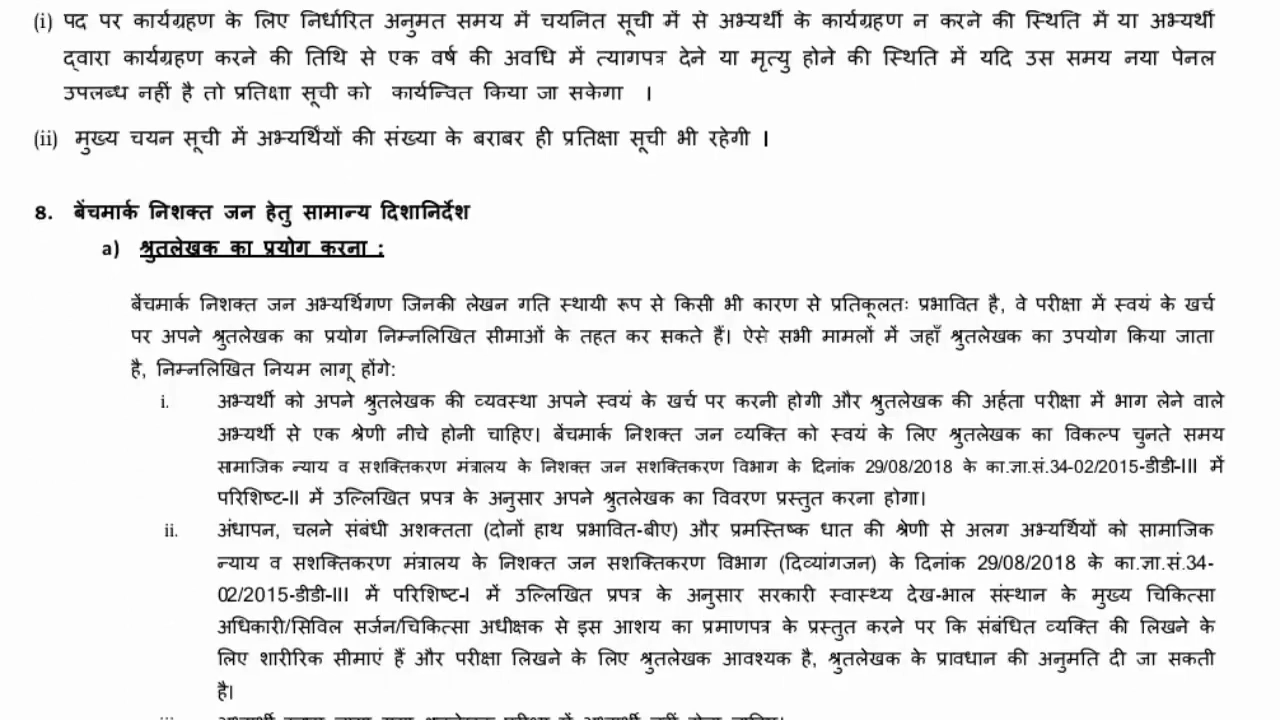 (i) पद पर कार्यग्रहण के लिए निर्धारित अनुमत समय में चयनित सूची में से अभ्यर्थी के कार्यग्रहण न करने की स्थिति में या अभ्यर्थी
द्वारा कार्यग्रहण करने की तिथि से एक वर्ष की अवधि में त्यागपत्र देने या मृत्यु होने की स्थिति में यदि उस समय नया पेनल
उपलब्ध नहीं है तो प्रतिक्षा सूची को कार्यन्वित किया जा सकेगा ।
(ii) मुख्य चयन सूची में अभ्यर्थियों की संख्या के बराबर ही प्रतिक्षा सूची भी रहेगी ।
8. बेंचमार्क निशक्त जन हेतु सामान्य दिशानिर्देश
a) श्रुतलेखक का प्रयोग करना :
बेंचमार्क निशक्त जन अभ्यर्थिगण जिनकी लेखन गति स्थायी रूप से किसी भी कारण से प्रतिकूलतः प्रभावित है, वे परीक्षा में स्वयं के खर्च
पर अपने श्रुतलेखक का प्रयोग निम्नलिखित सीमाओं के तहत कर सकते हैं। ऐसे सभी मामलों में जहाँ श्रुतलेखक का उपयोग किया जाता
है, निम्नलिखित नियम लागू होंगे:
i. अभ्यर्थी को अपने श्रुतलेखक की व्यवस्था अपने स्वयं के खर्च पर करनी होगी और श्रुतलेखक की अर्हता परीक्षा में भाग लेने वाले
अभ्यर्थी से एक श्रेणी नीचे होनी चाहिए। बेंचमार्क निशक्त जन व्यक्ति को स्वयं के लिए श्रुतलेखक का विकल्प चुनते समय
सामाजिक न्याय व सशक्तिकरण मंत्रालय के निशक्त जन सशक्तिकरण विभाग के दिनांक 29/08/2018 के का.ज्ञा.सं.34-02/2015-डीडी-III में
परिशिष्ट-II में उल्लिखित प्रपत्र के अनुसार अपने श्रुतलेखक का विवरण प्रस्तुत करना होगा।
ii. अंधापन, चलने संबंधी अशक्तता (दोनों हाथ प्रभावित-बीए) और प्रमस्तिष्क धात की श्रेणी से अलग अभ्यर्थियों को सामाजिक
न्याय व सशक्तिकरण मंत्रालय के निशक्त जन सशक्तिकरण विभाग (दिव्यांगजन) के दिनांक 29/08/2018 के का.ज्ञा.सं.34-
02/2015-डीडी-III में परिशिष्ट-I में उल्लिखित प्रपत्र के अनुसार सरकारी स्वास्थ्य देख-भाल संस्थान के मुख्य चिकित्सा
अधिकारी/सिविल सर्जन/चिकित्सा अधीक्षक से इस आशय का प्रमाणपत्र के प्रस्तुत करने पर कि संबंधित व्यक्ति की लिखने के
लिए शारीरिक सीमाएं हैं और परीक्षा लिखने के लिए श्रुतलेखक आवश्यक है, श्रुतलेखक के प्रावधान की अनुमति दी जा सकती
है।